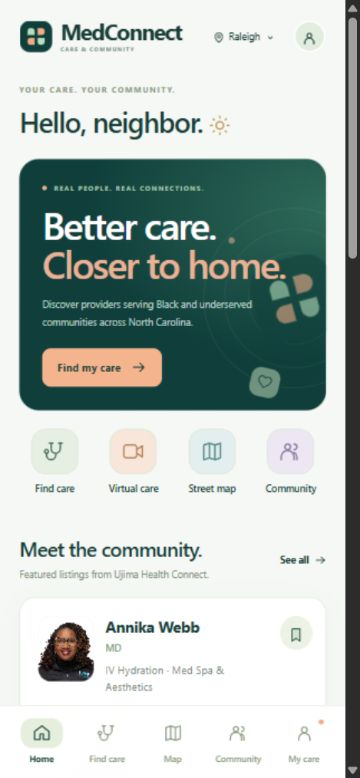 MedConnect
CARE & COMMUNITY
Raleigh
YOUR CARE. YOUR COMMUNITY.
Hello, neighbor.
REAL PEOPLE. REAL CONNECTIONS.
Better care.
Closer to home.
Discover providers serving Black and underserved
communities across North Carolina.
Find my care
Find care
Virtual care
Street map
Community
Meet the community.
See all
Featured listings from Ujima Health Connect.
Annika Webb
MD
IV Hydration · Med Spa &
Aesthetics
Home
Find care
Map
Community
My care